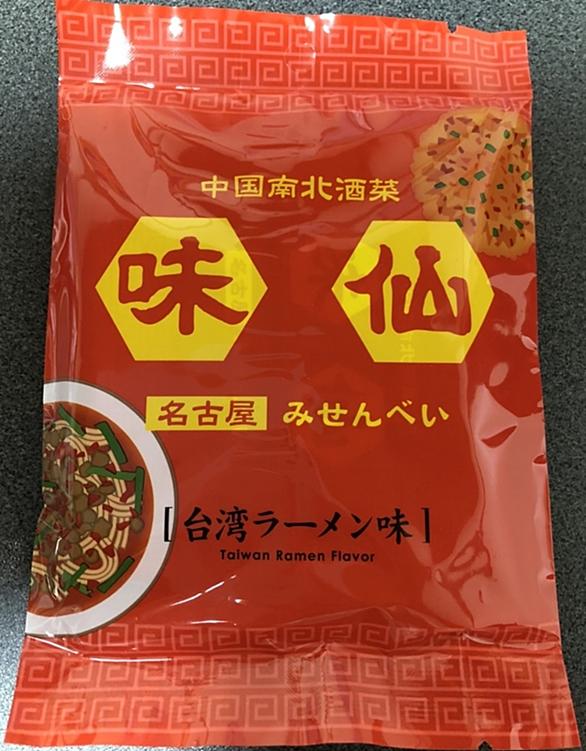 中国南北酒菜
味仙
名古屋 みせんべい
[台湾ラーメン味]
Taiwan Ramen Flavor